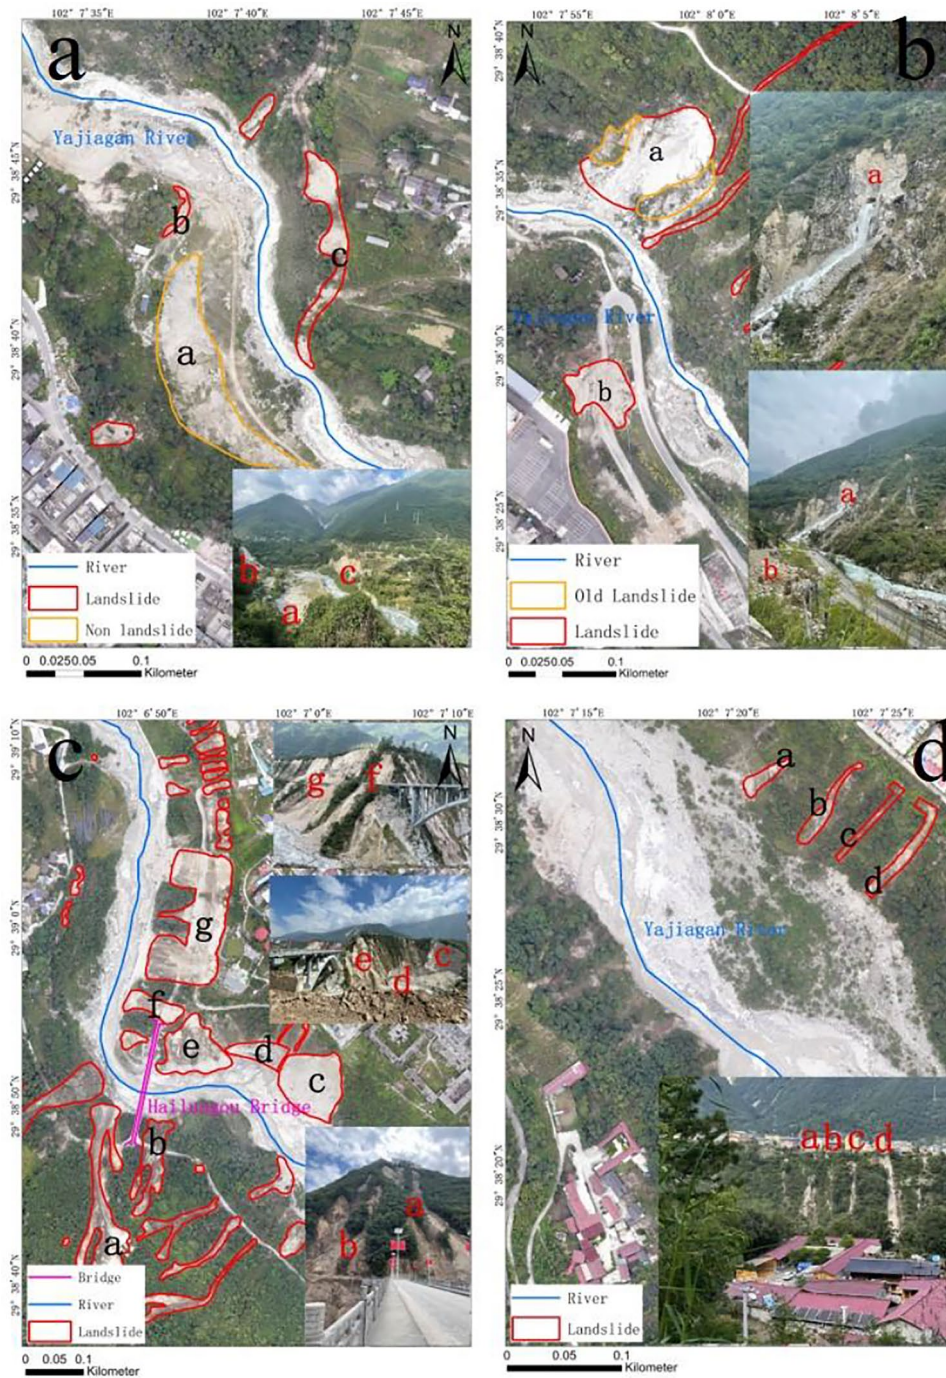 102° 7′35″E
102° 7′40″E
102° 7′45″E
a
N
29° 38′45″N
29° 38′40″N
29° 38′35″N
Yajiagan River
b
c
a
b
c
a
River
Landslide
Non landslide
0 0.025 0.05 0.1
Kilometer
102° 7′55″E
102° 8′0″E
102° 8′5″E
b
N
29° 38′40″N
29° 38′35″N
29° 38′30″N
29° 38′25″N
a
a
Yajiagan River
b
a
b
River
Old Landslide
Landslide
0 0.025 0.05 0.1
Kilometer
102° 6′50″E
102° 7′0″E
102° 7′10″E
c
N
29° 39′10″N
29° 39′0″N
29° 38′50″N
29° 38′40″N
g
f
g
e
d
c
f
e
d
c
Hailuogou Bridge
b
a
a
b
Bridge
River
Landslide
0 0.05 0.1
Kilometer
102° 7′15″E
102° 7′20″E
102° 7′25″E
d
N
29° 38′30″N
29° 38′25″N
29° 38′20″N
a
b
c
d
Yajiagan River
abcd
River
Landslide
0 0.05 0.1
Kilometer